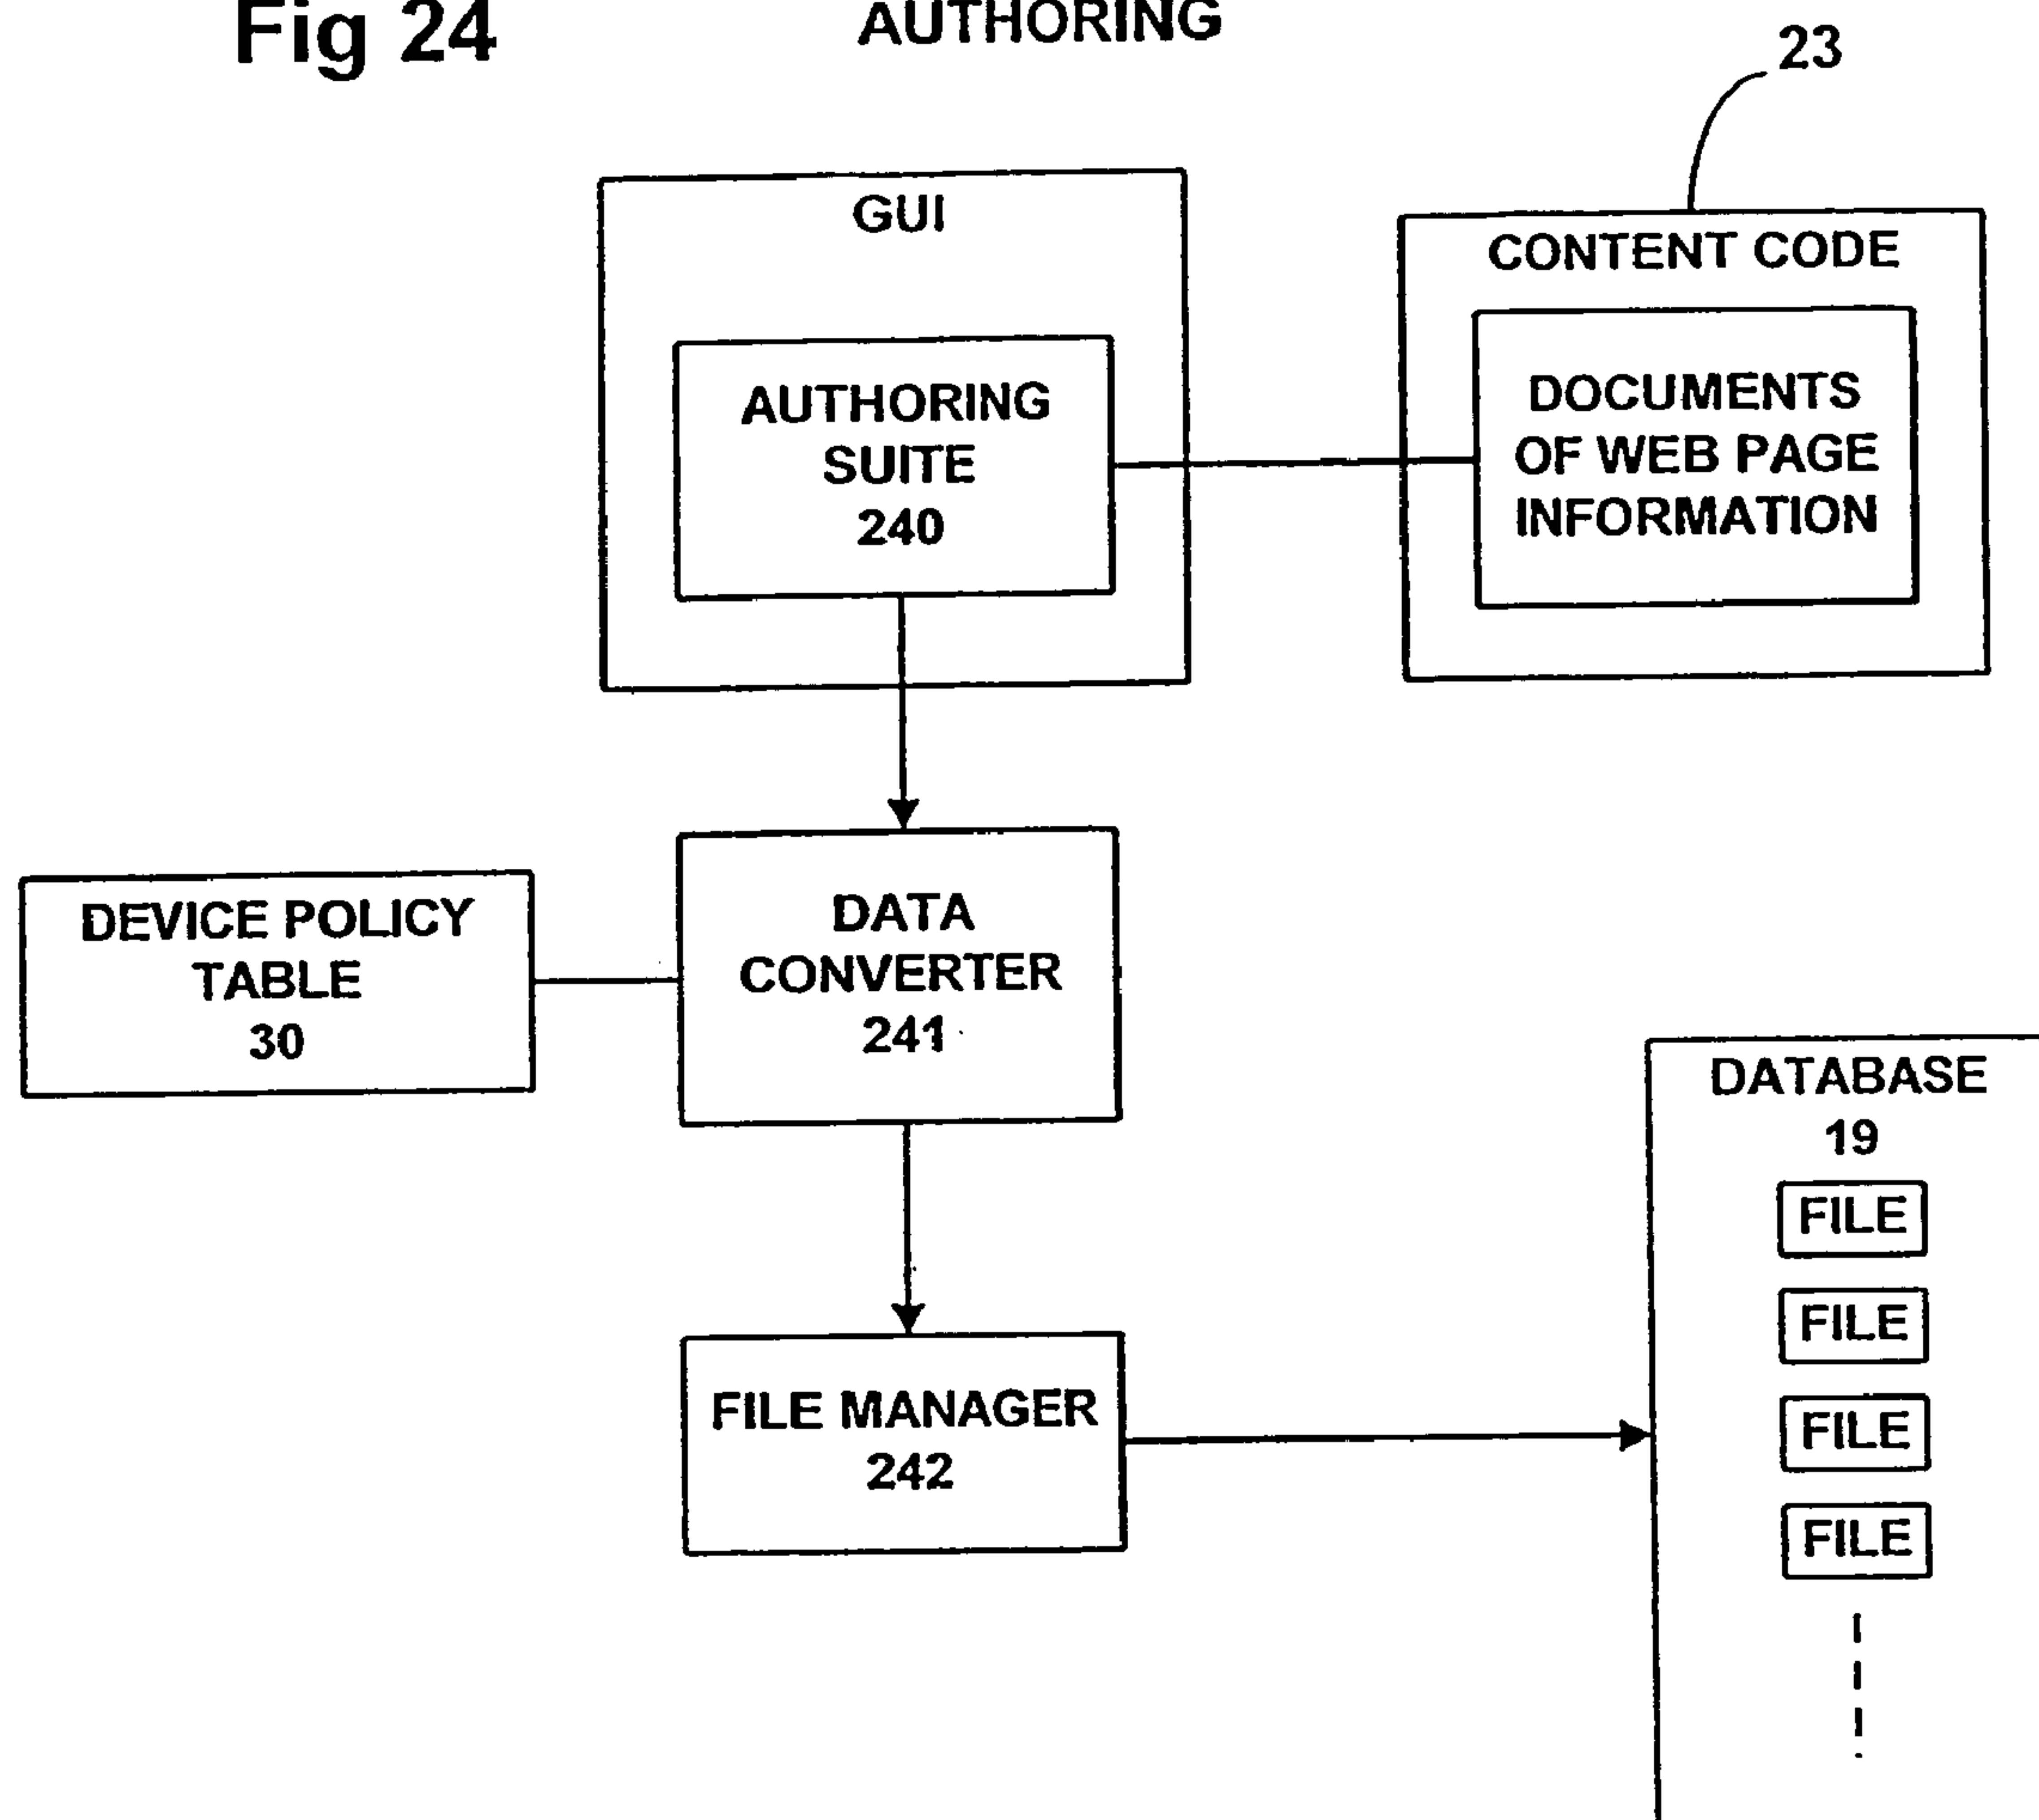 Fig 24
AUTHORING
23
GUI
CONTENT CODE
AUTHORING
SUITE
240
DOCUMENTS
OF WEB PAGE
INFORMATION
DEVICE POLICY
TABLE
30
DATA
CONVERTER
241
DATABASE
19
FILE
FILE
FILE
FILE
FILE MANAGER
242